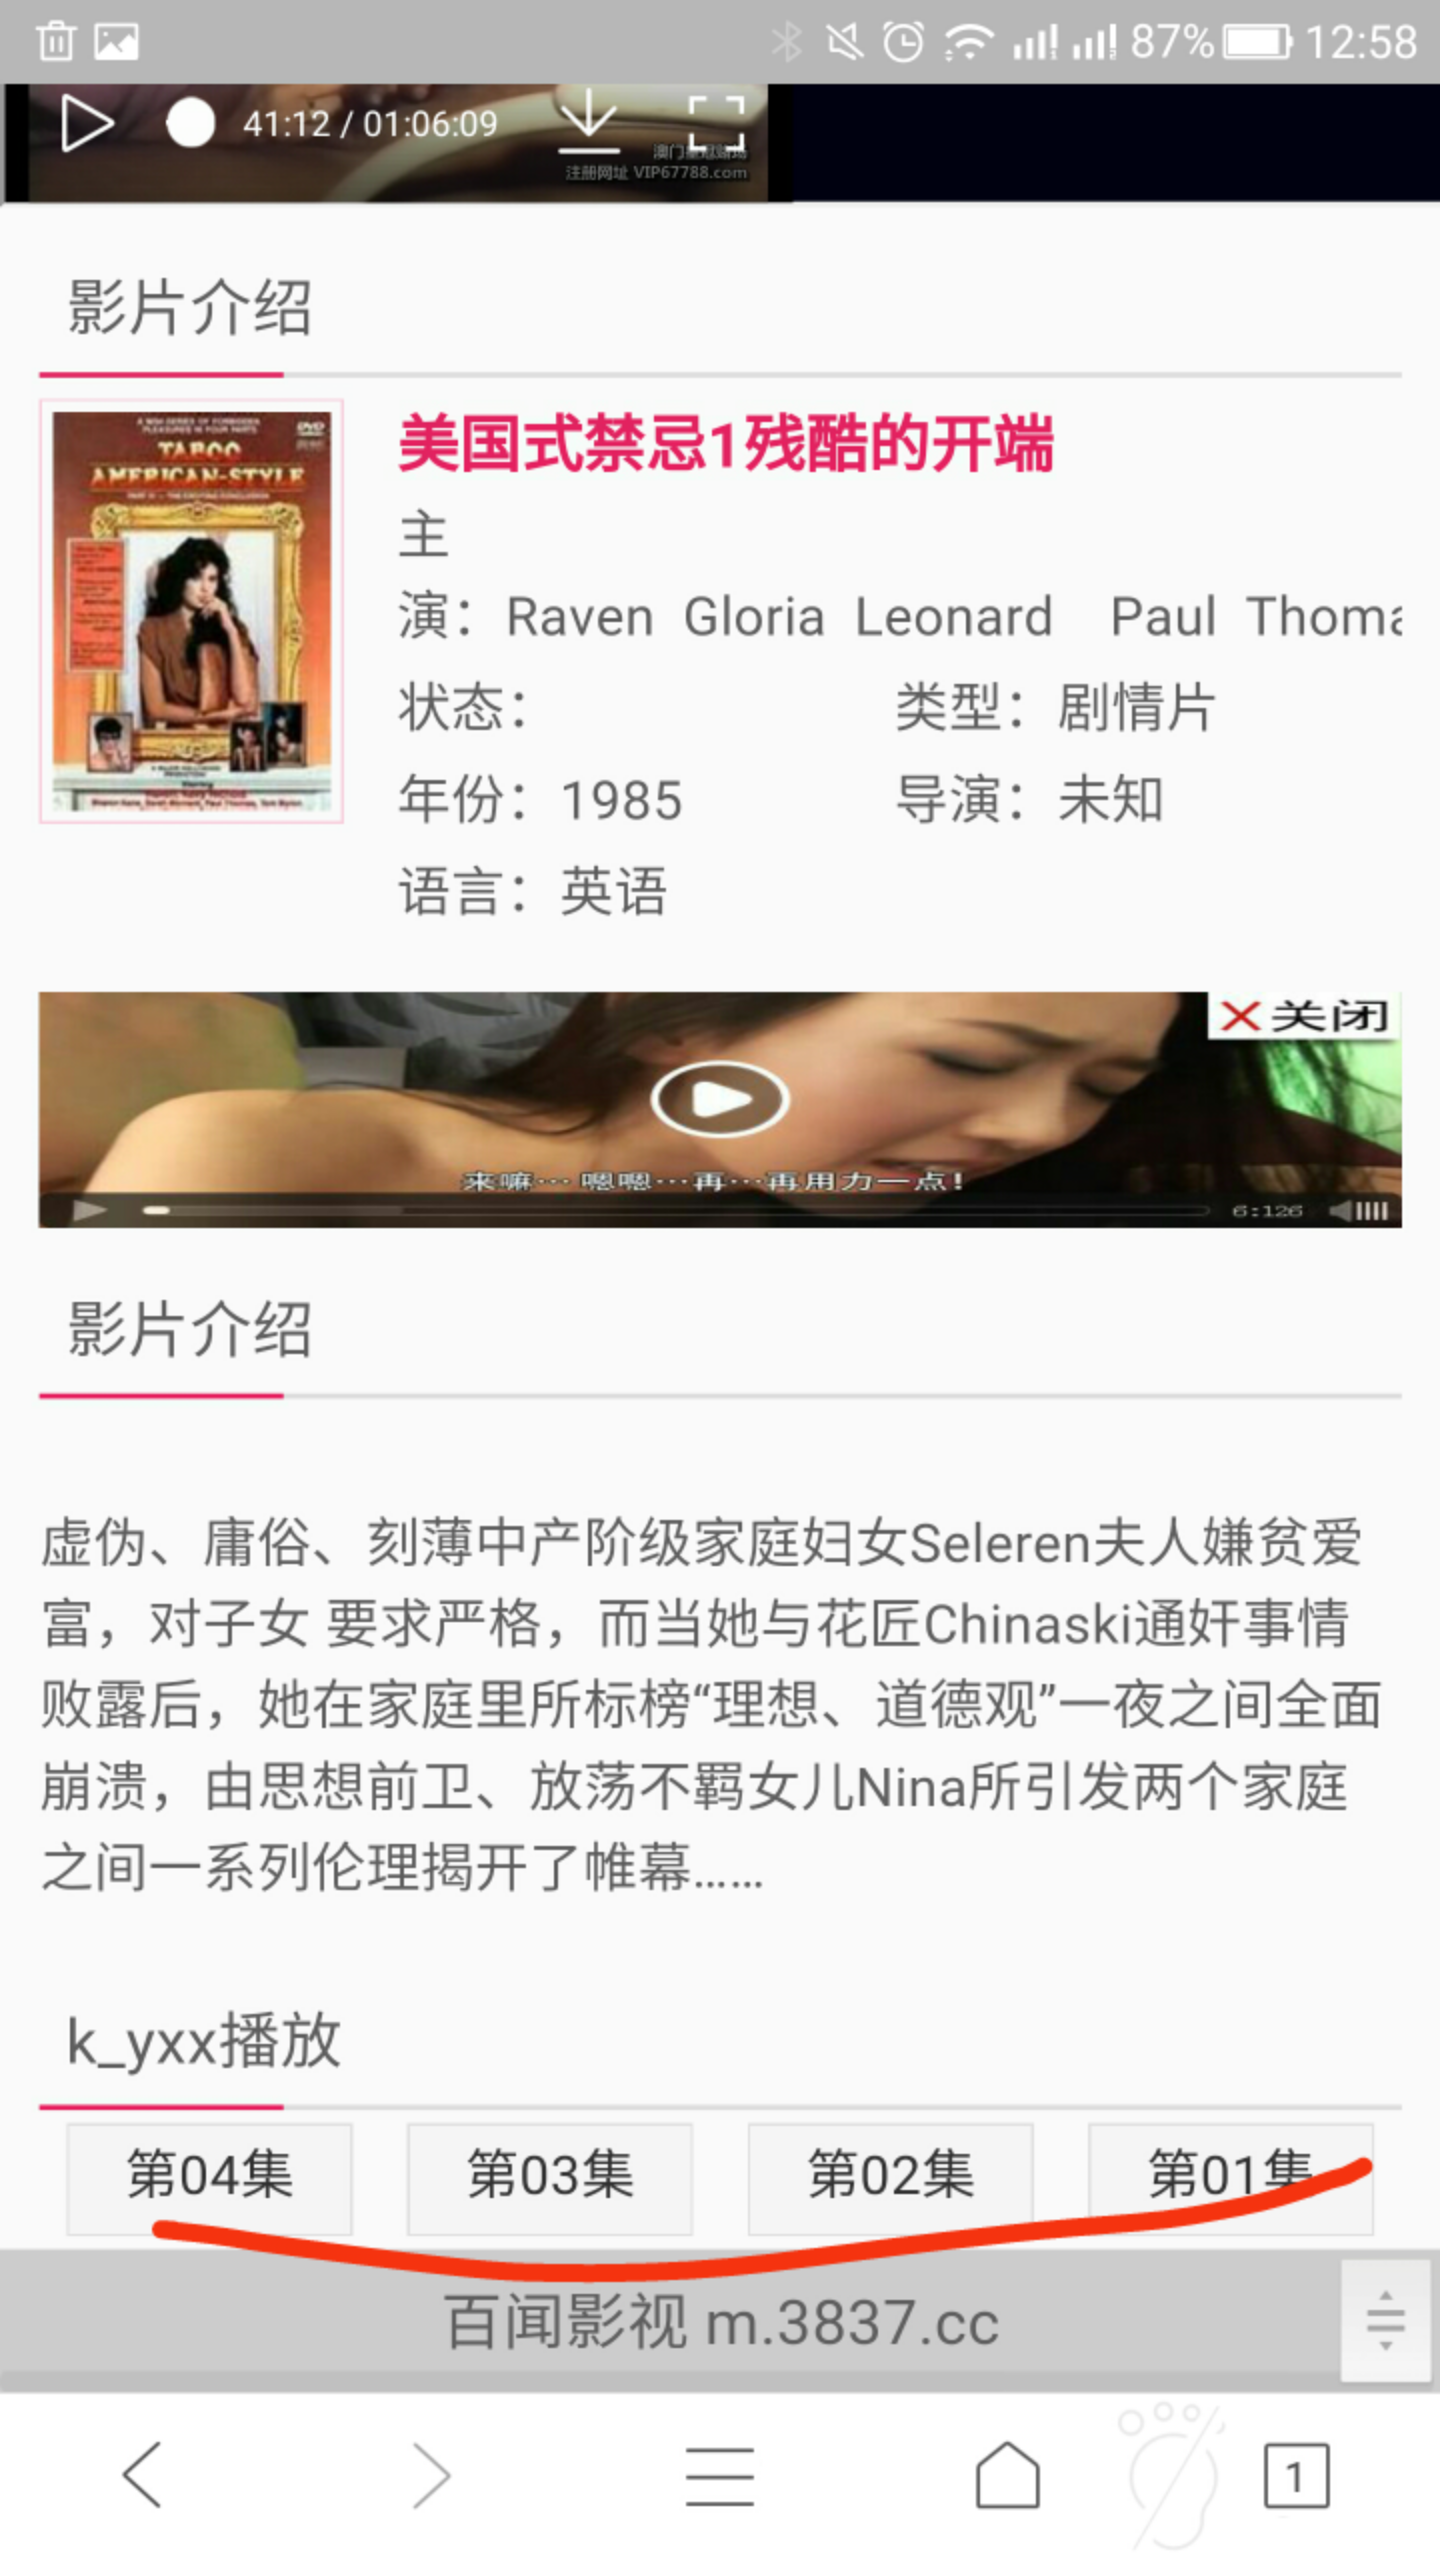 87% 12:58
41:12 / 01:06:09
注册网址 VIP67788.com
影片介绍
TABOO
AMERICAN-STYLE
美国式禁忌1残酷的开端
主
演：Raven Gloria Leonard Paul Thoma
状态： 类型：剧情片
年份：1985 导演：未知
语言：英语
关闭
来嘛···嗯嗯···再···再用力一点！
6:126
影片介绍
虚伪、庸俗、刻薄中产阶级家庭妇女Seleren夫人嫌贫爱
富，对子女 要求严格，而当她与花匠Chinaski通奸事情
败露后，她在家庭里所标榜“理想、道德观”一夜之间全面
崩溃，由思想前卫、放荡不羁女儿Nina所引发两个家庭
之间一系列伦理揭开了帷幕……
k_yxx播放
第04集 第03集 第02集 第01集
百闻影视 m.3837.cc
1